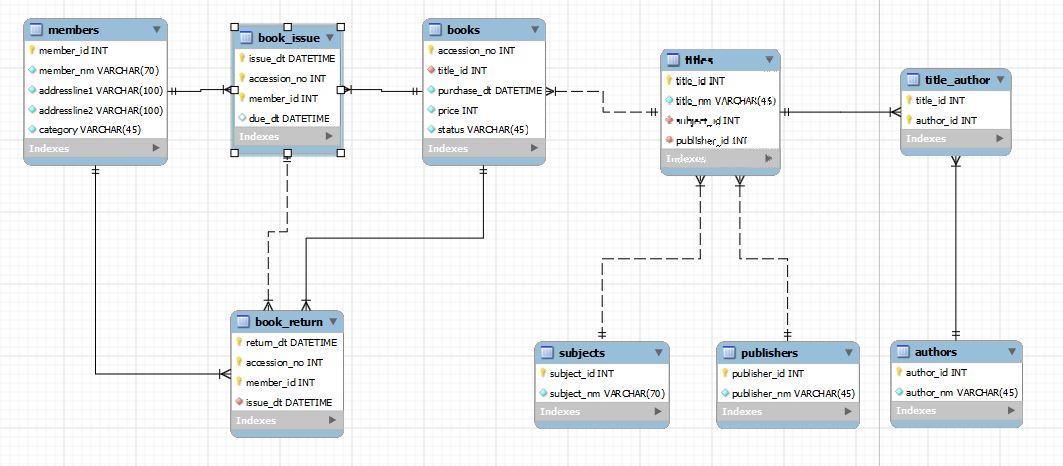 members
member_id INT
member_nm VARCHAR(70)
addressline1 VARCHAR(100)
addressline2 VARCHAR(100)
category VARCHAR(45)
Indexes
book_issue
issue_dt DATETIME
accession_no INT
member_id INT
due_dt DATETIME
Indexes
books
accession_no INT
title_id INT
purchase_dt DATETIME
price INT
status VARCHAR(45)
Indexes
titles
title_id INT
title_nm VARCHAR(45)
subject_id INT
publisher_id INT
Indexes
title_author
title_id INT
author_id INT
Indexes
book_return
return_dt DATETIME
accession_no INT
member_id INT
issue_dt DATETIME
Indexes
subjects
subject_id INT
subject_nm VARCHAR(70)
Indexes
publishers
publisher_id INT
publisher_nm VARCHAR(45)
Indexes
authors
author_id INT
author_nm VARCHAR(45)
Indexes